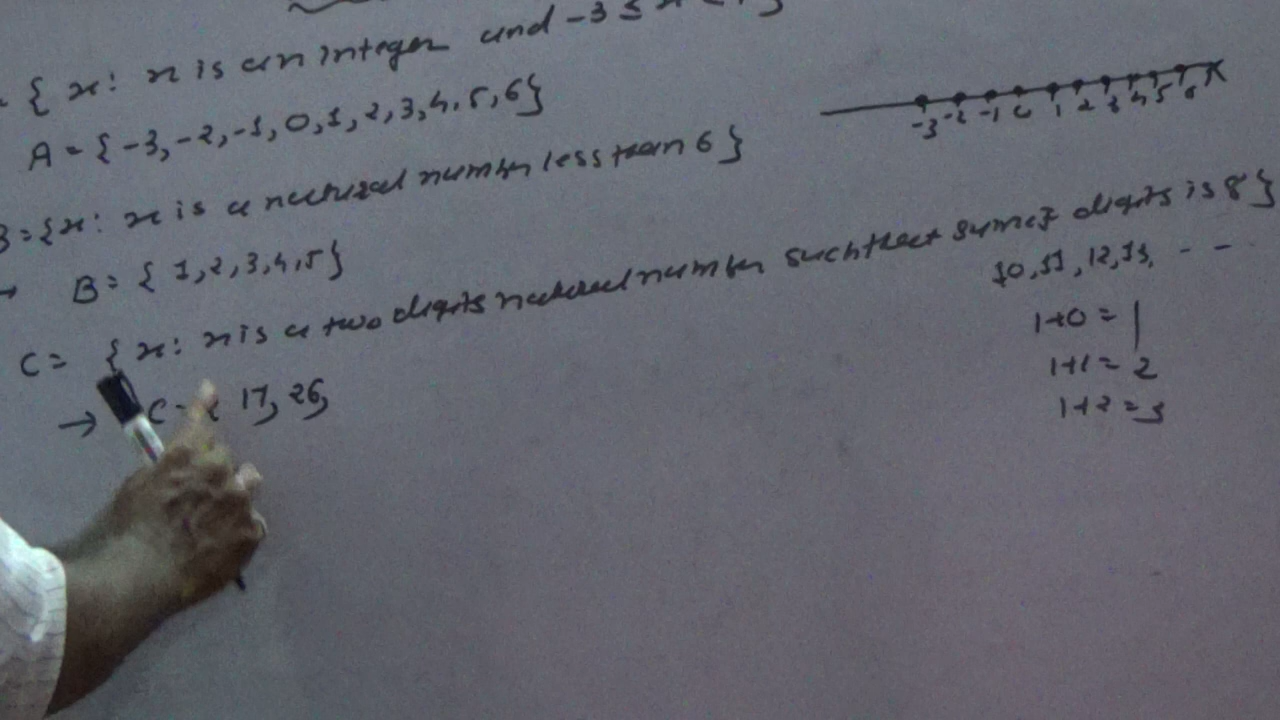 { x: x is an integer and -3 ≤ x < 7 }
A = { -3, -2, -1, 0, 1, 2, 3, 4, 5, 6 }
-3 -2 -1 0 1 2 3 4 5 6
B = { x: x is a natural number less than 6 }
→ B = { 1, 2, 3, 4, 5 }
C = { x: x is a two digits natural number such that sum of digits is 8 }
10, 11, 12, 13, - -
1+0 = 1
1+1 = 2
1+2 = 3
→ C = { 17, 26,